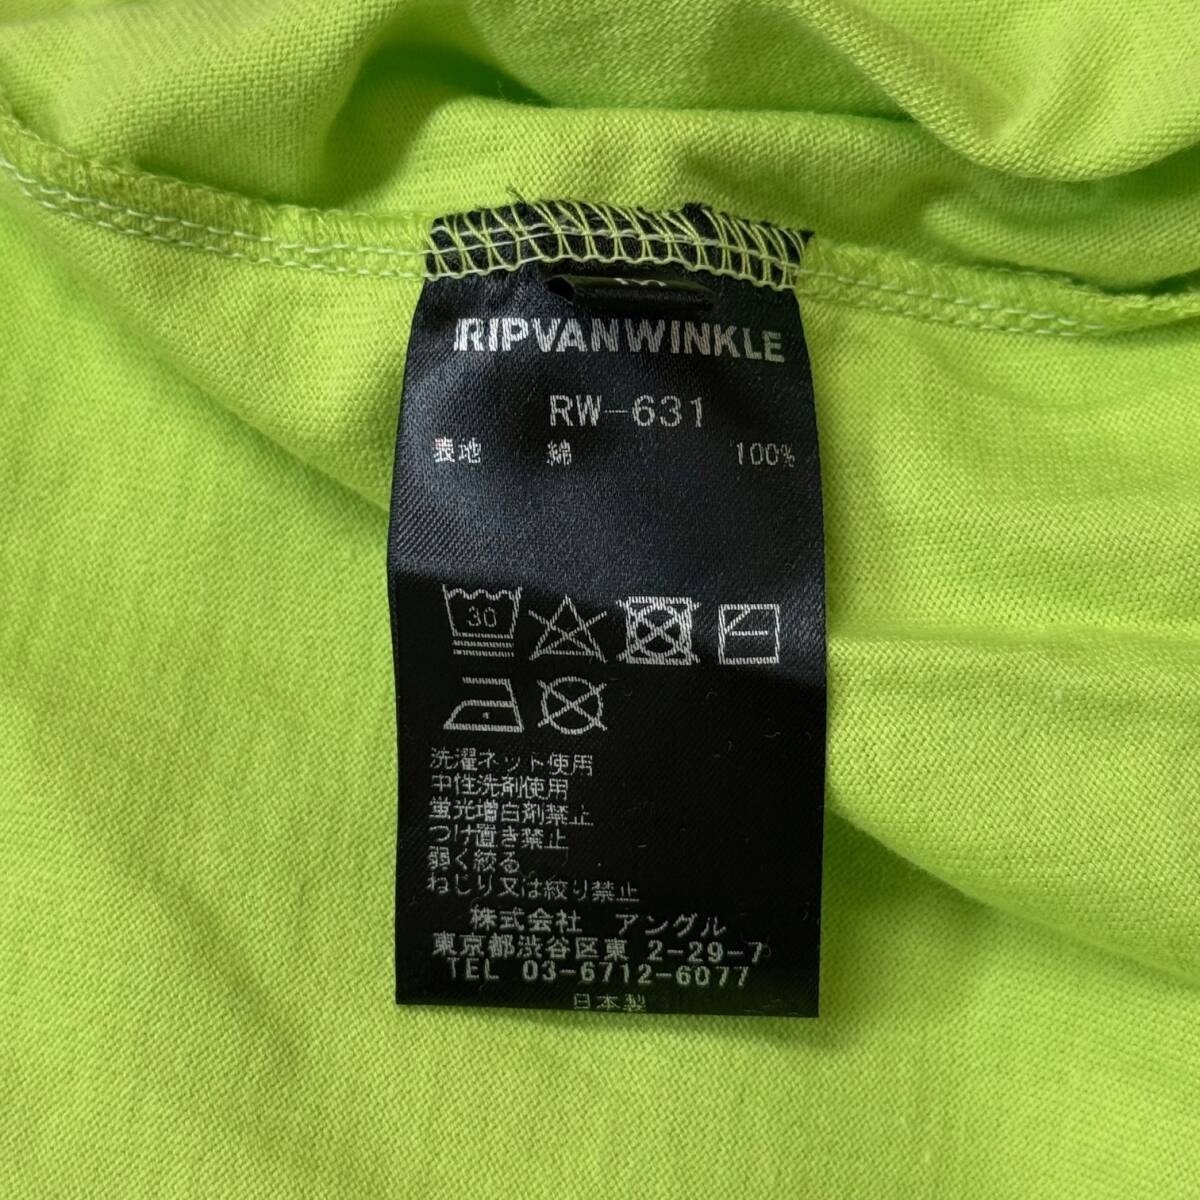 RIPVANWINKLE
RW-631
表地 綿 100%
30
洗濯ネット使用
中性洗剤使用
蛍光増白剤禁止
つけ置き禁止
弱く絞る
ねじり又は絞り禁止
株式会社 アングル
東京都渋谷区東 2-29-7
TEL 03-6712-6077
日本製